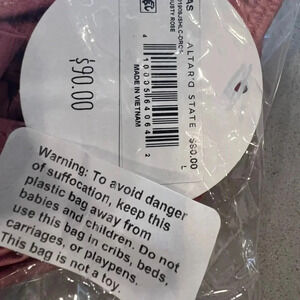 AS
ALTAR'D STATE
DUSTY ROSE
MADE IN VIETNAM
$90.00
L
$90.00
Warning: To avoid danger
of suffocation, keep this
plastic bag away from
babies and children. Do not
use this bag in cribs, beds,
carriages, or playpens.
This bag is not a toy.